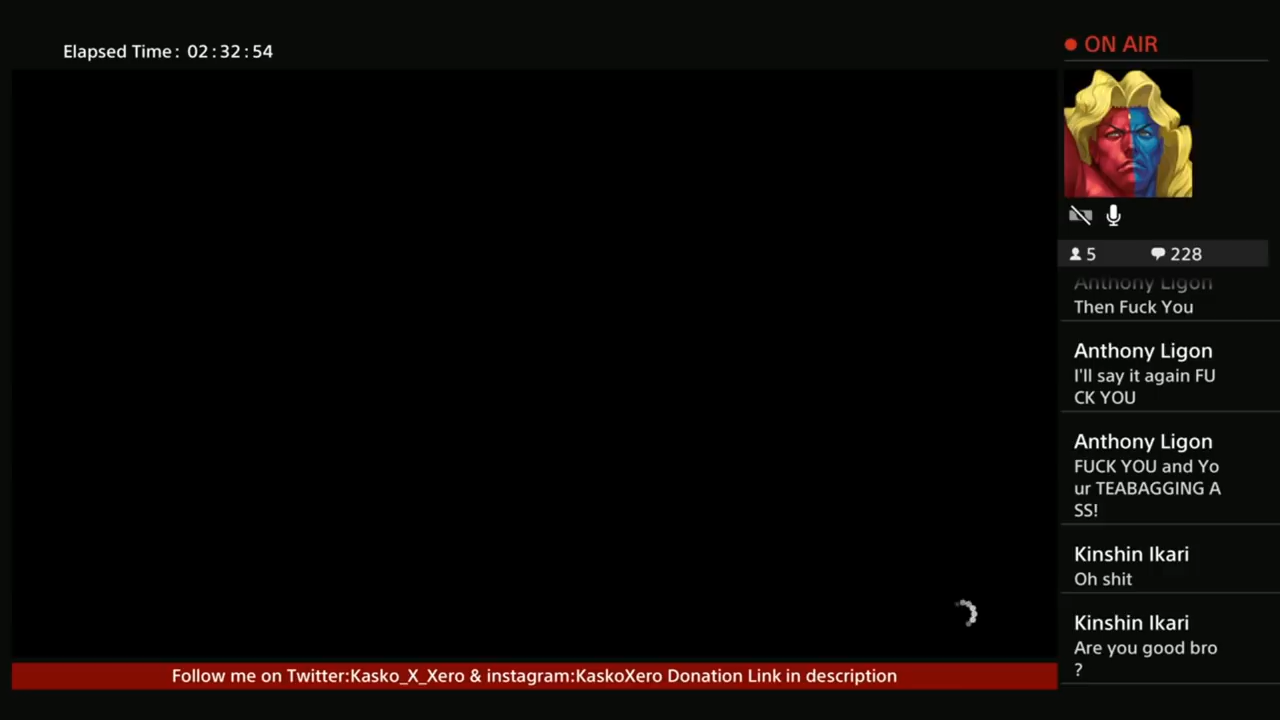 Elapsed Time: 02:32:54
ON AIR
5 228
Anthony Ligon
Then Fuck You
Anthony Ligon
I'll say it again FU
CK YOU
Anthony Ligon
FUCK YOU and Yo
ur TEABAGGING A
SS!
Kinshin Ikari
Oh shit
Kinshin Ikari
Are you good bro
?
Follow me on Twitter:Kasko_X_Xero & instagram:KaskoXero Donation Link in description